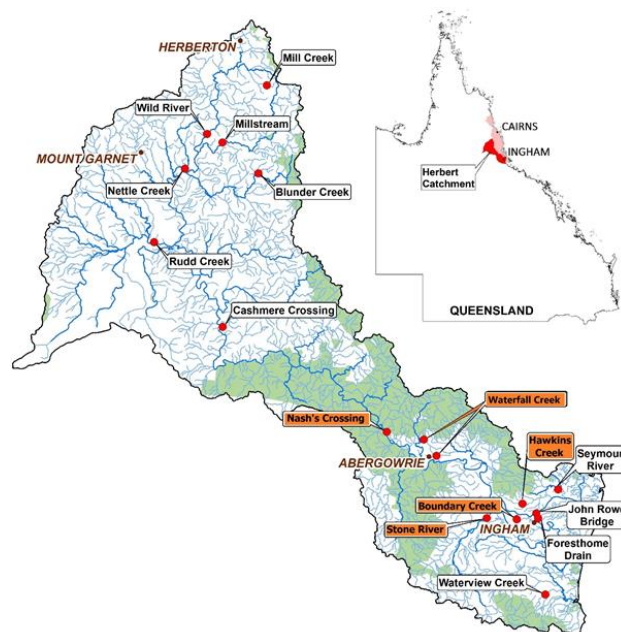 HERBERTON
Mill Creek
Wild River
Millstream
MOUNT GARNET
Nettle Creek
Blunder Creek
Rudd Creek
Cashmere Crossing
CAIRNS
INGHAM
Herbert
Catchment
QUEENSLAND
Waterfall Creek
Nash's Crossing
Hawkins
Creek
Seymour
River
ABERGOWRIE
Boundary Creek
John Row
Bridge
Stone River
INGHAM
Foresthome
Drain
Waterview Creek